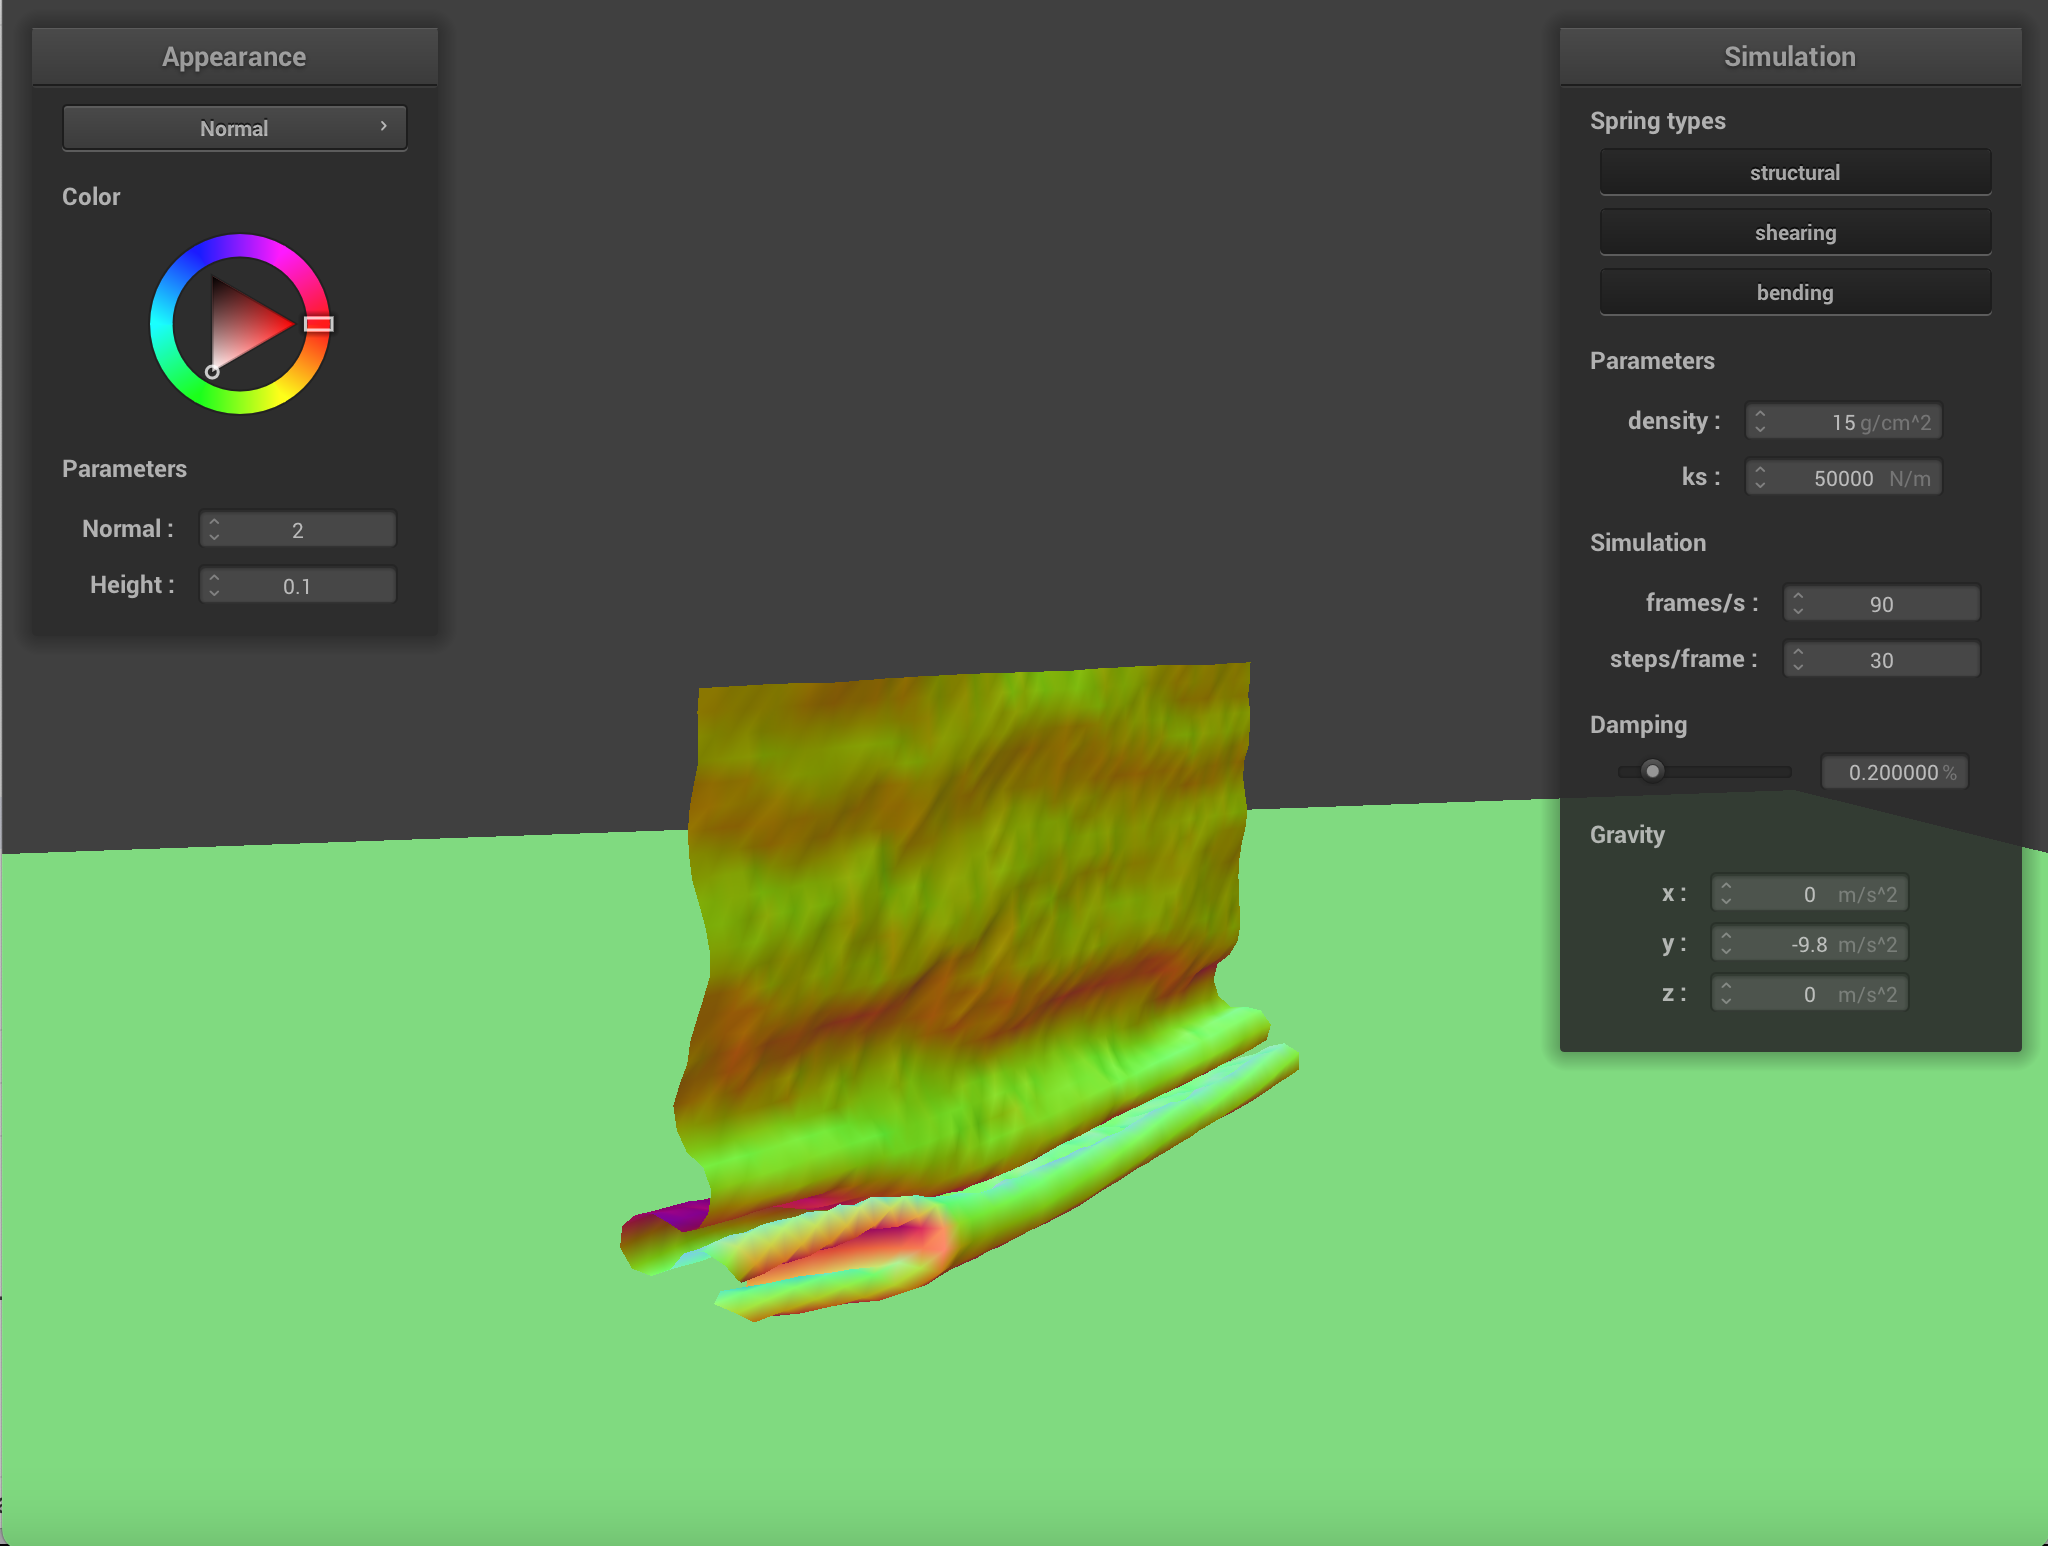 Appearance
Normal
Color
Parameters
Normal : 2
Height : 0.1
Simulation
Spring types
structural
shearing
bending
Parameters
density : 15 g/cm^2
ks : 50000 N/m
Simulation
frames/s : 90
steps/frame : 30
Damping
0.200000 %
Gravity
x : 0 m/s^2
y : -9.8 m/s^2
z : 0 m/s^2